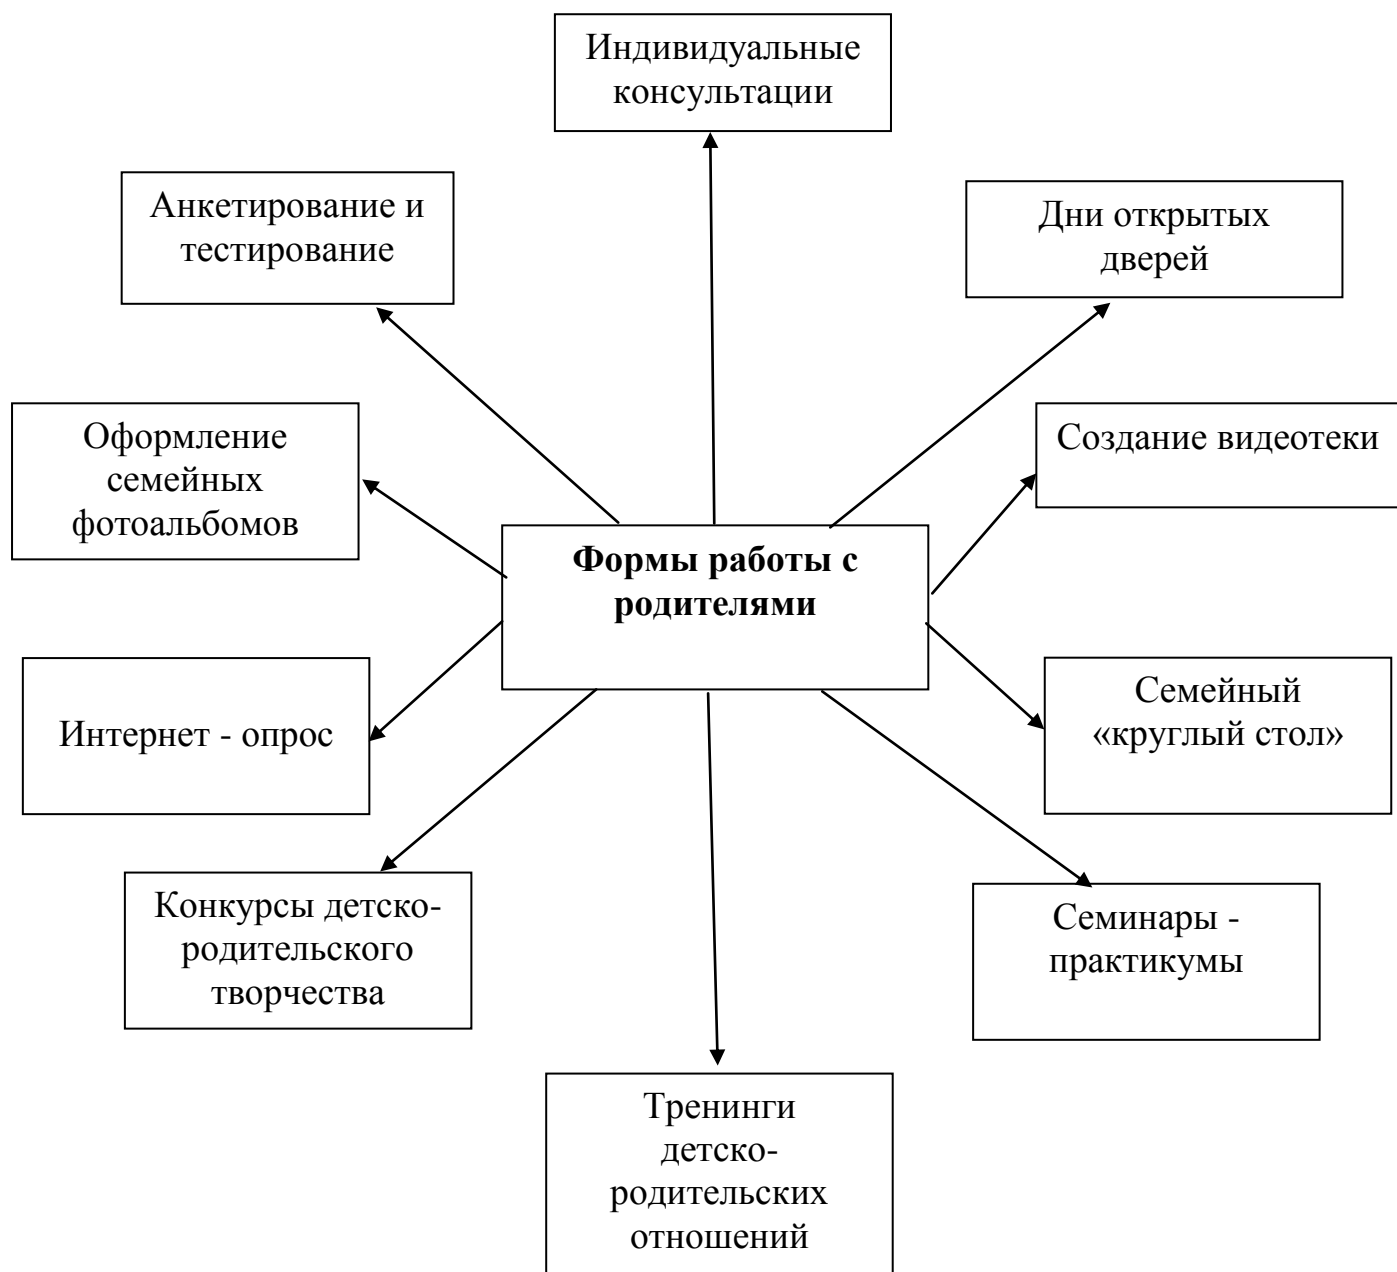 Индивидуальные
консультации
Анкетирование и
тестирование
Дни открытых
дверей
Оформление
семейных
фотоальбомов
Создание видеотеки
Формы работы с
родителями
Интернет - опрос
Семейный
«круглый стол»
Конкурсы детско-
родительского
творчества
Семинары -
практикумы
Тренинги
детско-
родительских
отношений